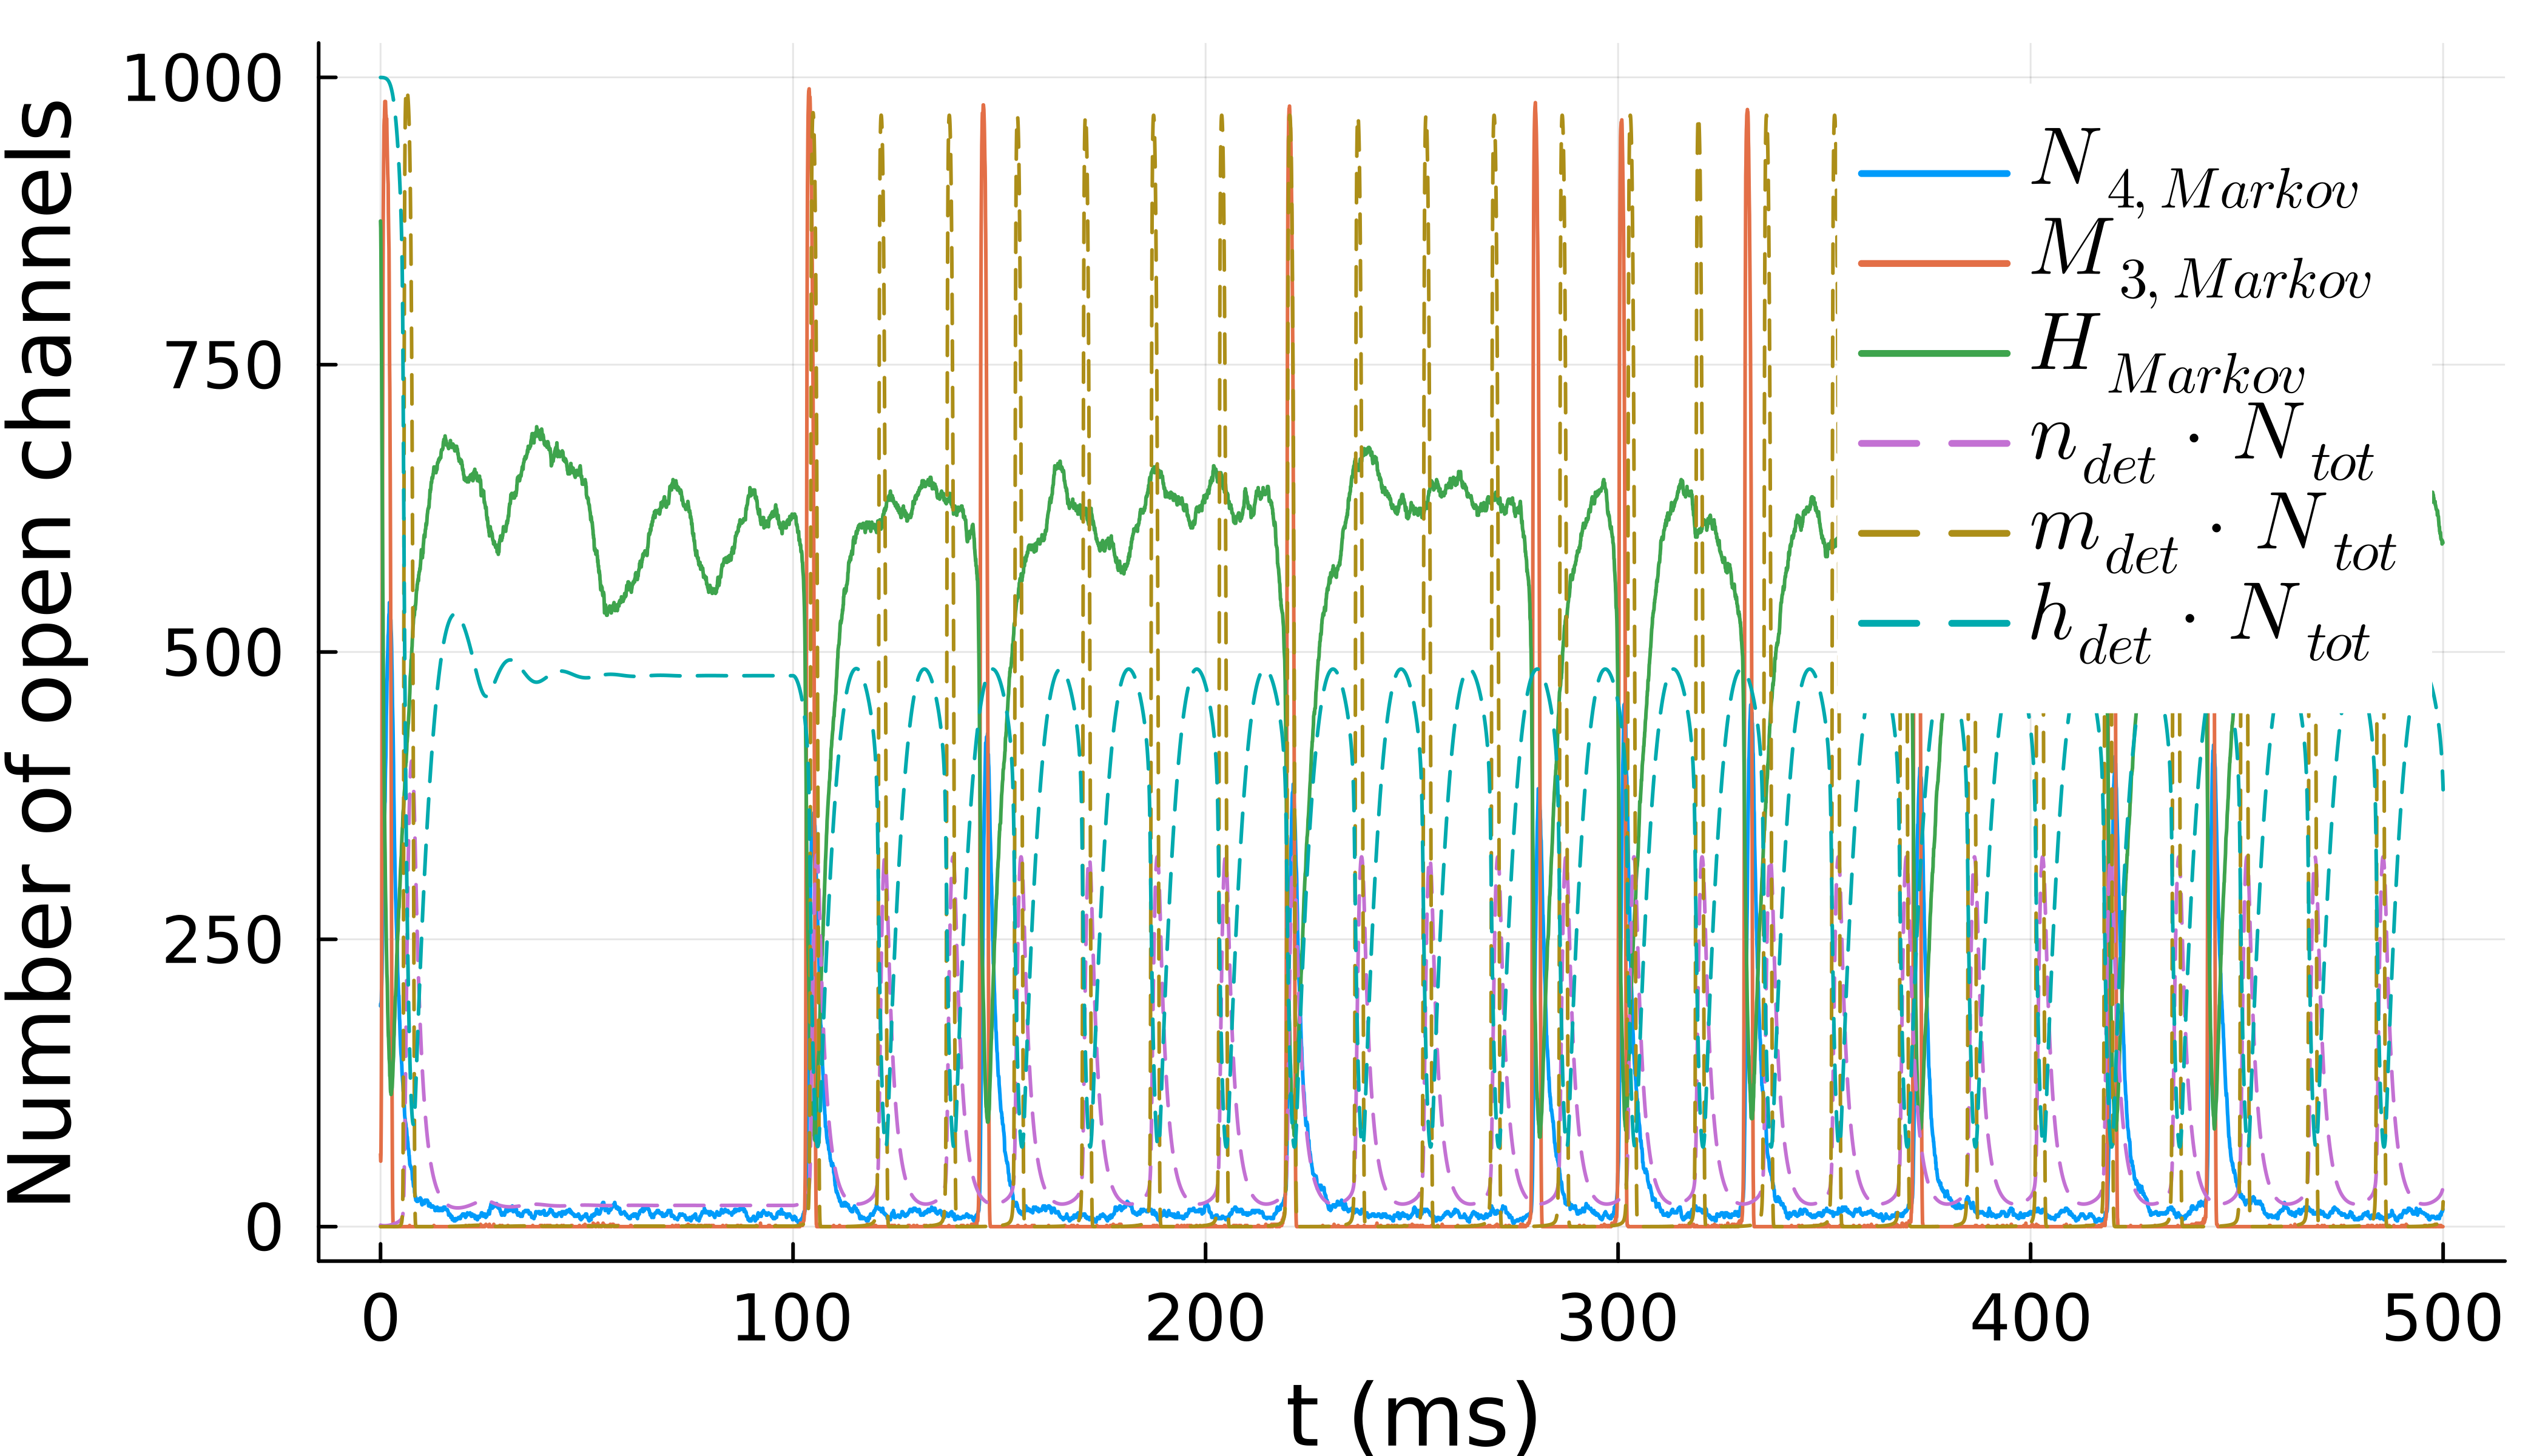 Number of open channels
1000
750
500
250
0
N4, Markov
M3, Markov
HMarkov
ndet · Ntot
mdet · Ntot
hdet · Ntot
0 100 200 300 400 500
t (ms)